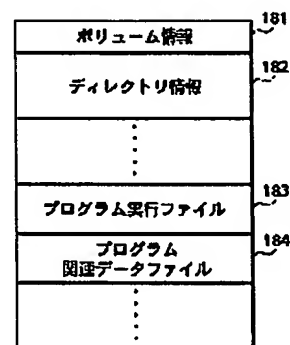 ボリューム情報 181
ディレクトリ情報 182
プログラム実行ファイル 183
プログラム 184
関連データファイル